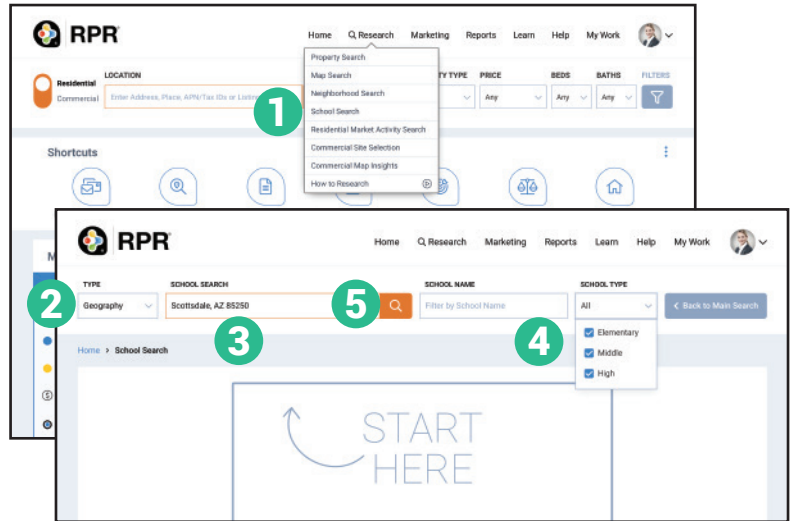 RPR
Home Research Marketing Reports Learn Help My Work
Property Search
Map Search
Neighborhood Search
School Search
Residential Market Activity Search
Commercial Site Selection
Commercial Map Insights
How to Research
Residential
Commercial
LOCATION
Enter Address, Place, APN/Tax IDs or Listing
TY TYPE PRICE BEDS BATHS FILTERS
Any Any Any
1
Shortcuts
M
RPR
Home Research Marketing Reports Learn Help My Work
TYPE SCHOOL SEARCH SCHOOL NAME SCHOOL TYPE
2 Geography Scottsdale, AZ 85250 5 Filter by School Name All < Back to Main Search
3 4
Elementary
Middle
High
Home > School Search
START
HERE